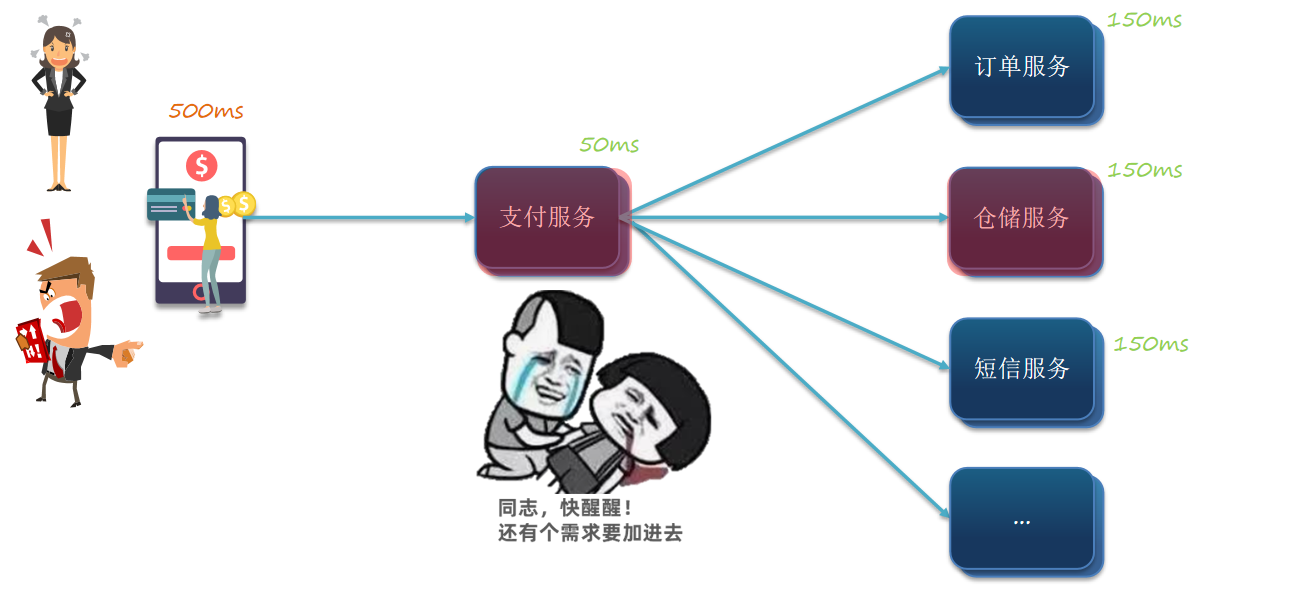 150ms
订单服务
500ms
50ms
150ms
支付服务
仓储服务
150ms
短信服务
同志，快醒醒！
还有个需求要加进去
...